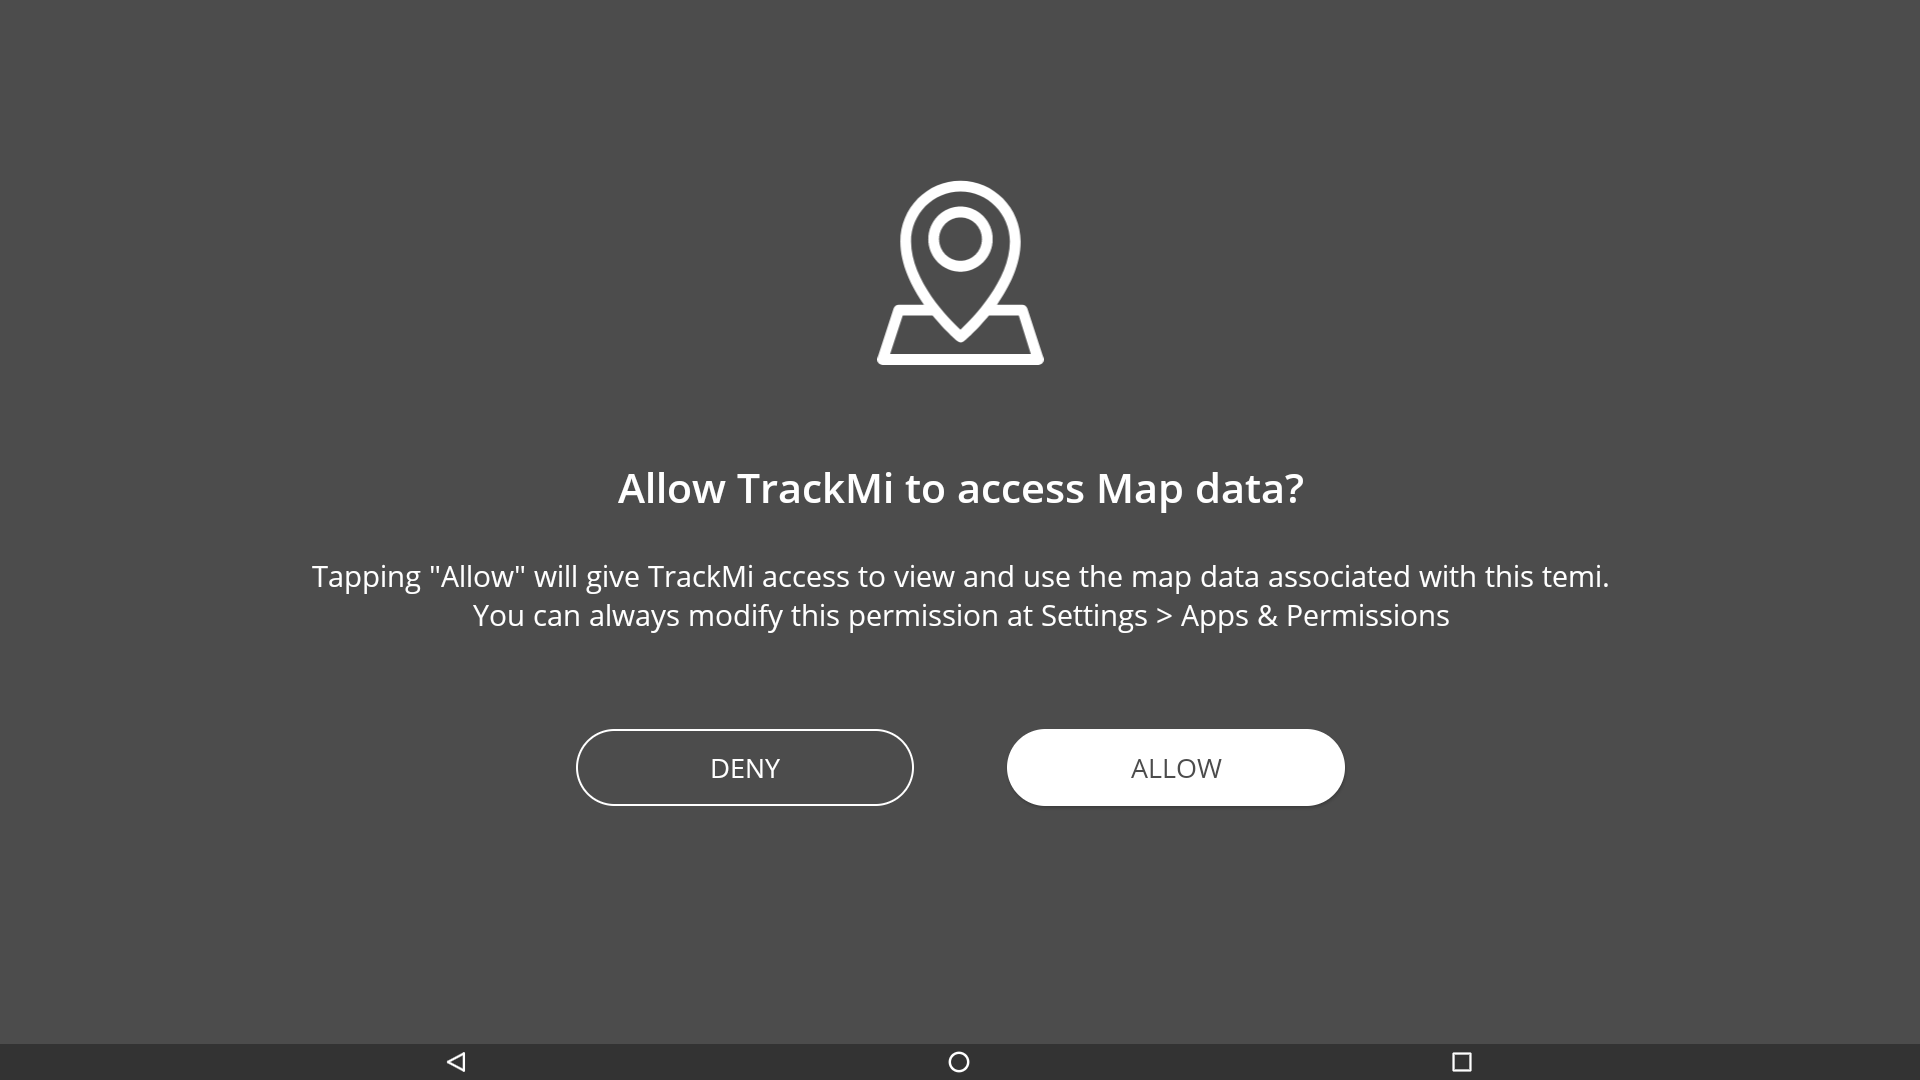 Allow TrackMi to access Map data?
Tapping "Allow" will give TrackMi access to view and use the map data associated with this temi.
You can always modify this permission at Settings > Apps & Permissions
DENY
ALLOW